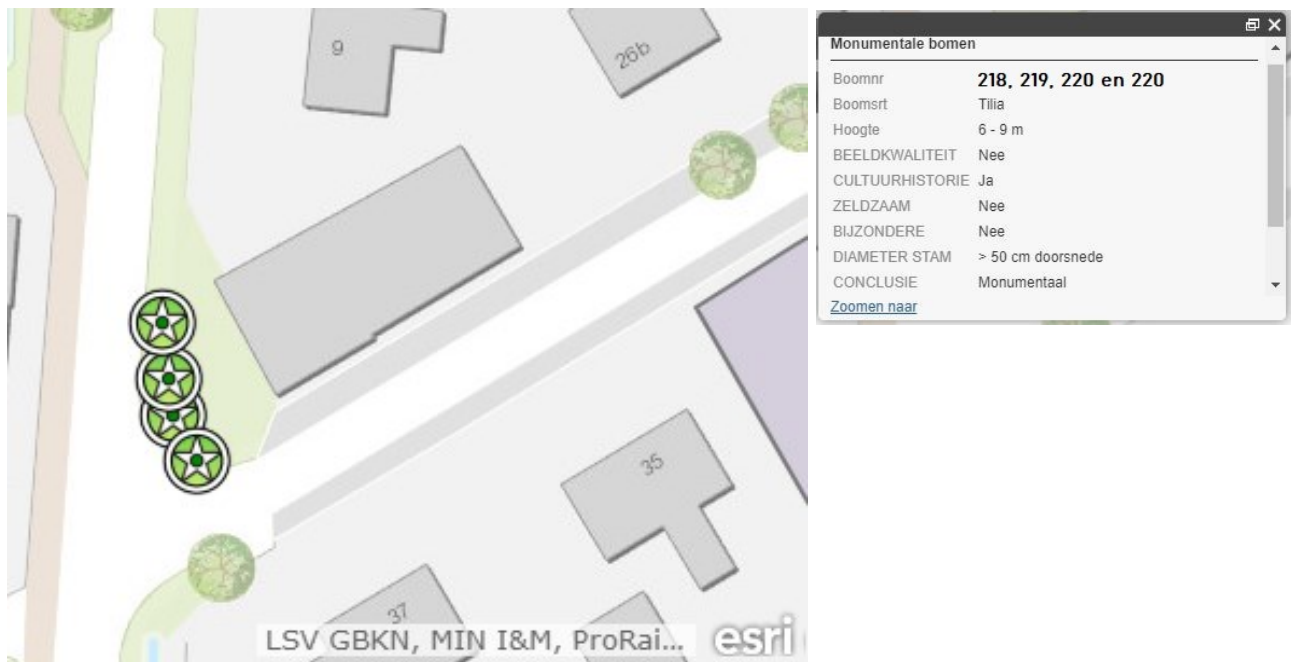 9
26b
35
37
LSV GBKN, MIN I&M, ProRai... esri
Monumentale bomen
Boomnr 218, 219, 220 en 220
Boomsrt Tilia
Hoogte 6 - 9 m
BEELDKWALITEIT Nee
CULTUURHISTORIE Ja
ZELDZAAM Nee
BIJZONDERE Nee
DIAMETER STAM > 50 cm doorsnede
CONCLUSIE Monumentaal
Zoomen naar